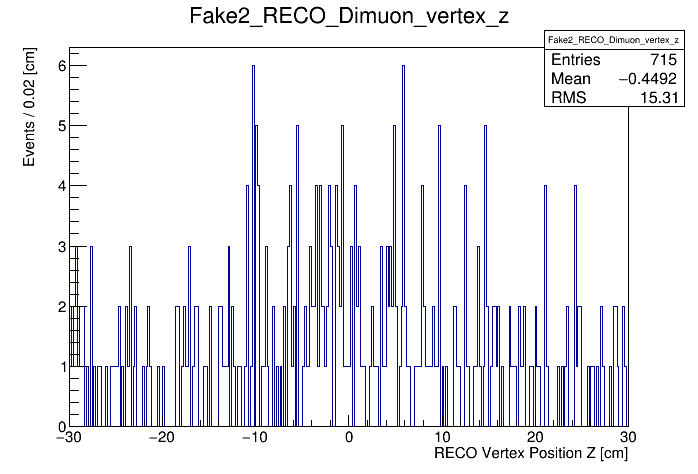 Fake2_RECO_Dimuon_vertex_z
Fake2_RECO_Dimuon_vertex_z
Entries 715
Mean −0.4492
RMS 15.31
Events / 0.02 [cm]
6
5
4
3
2
1
0
−30 −20 −10 0 10 20 30
RECO Vertex Position Z [cm]